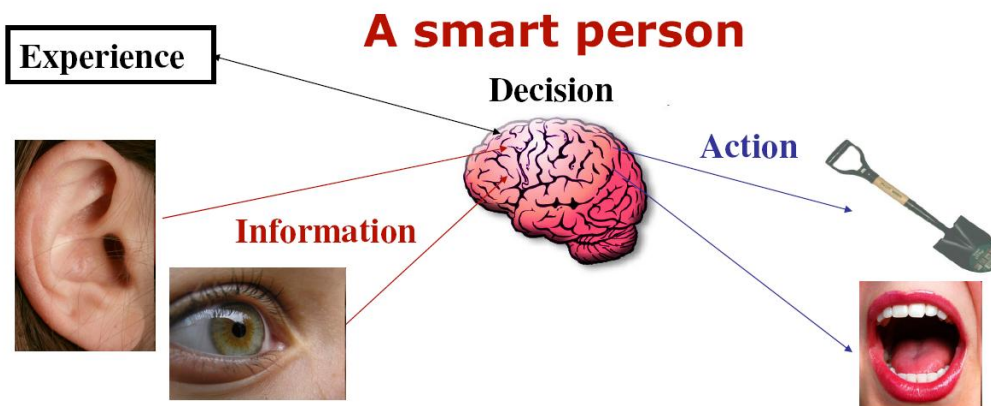 A smart person
Experience
Decision
Action
Information